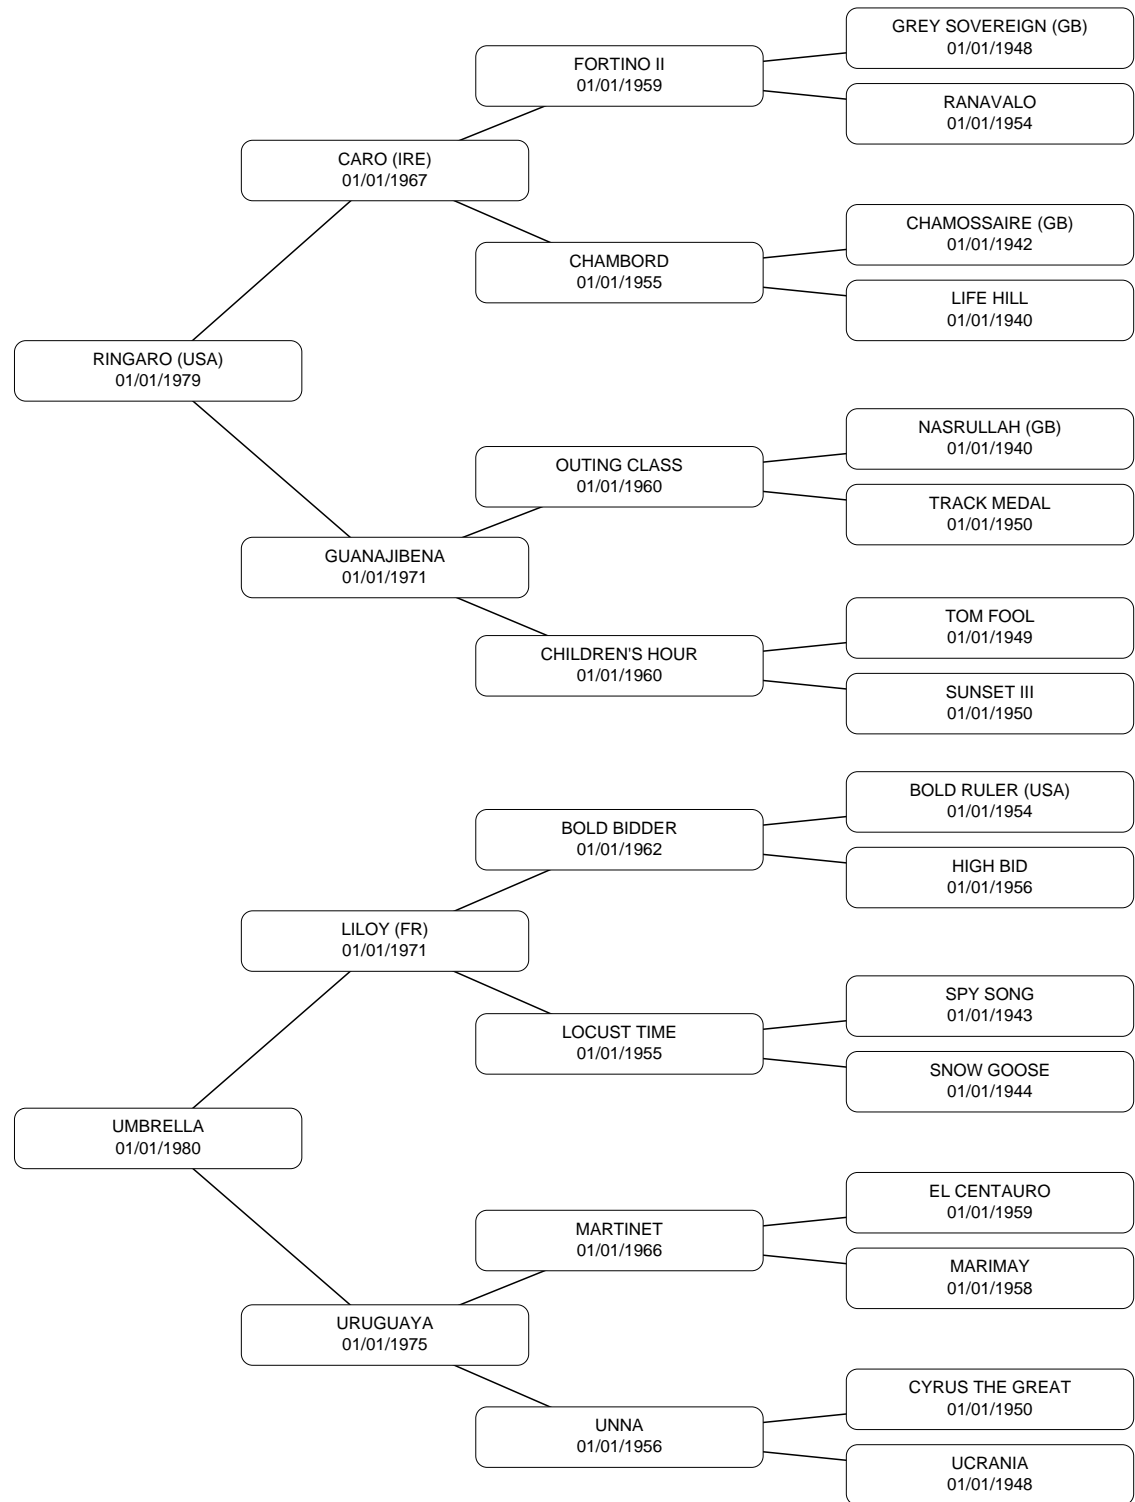 GREY SOVEREIGN (GB)
01/01/1948
FORTINO II
01/01/1959
RANAVALO
01/01/1954
CARO (IRE)
01/01/1967
CHAMOSSAIRE (GB)
01/01/1942
CHAMBORD
01/01/1955
LIFE HILL
01/01/1940
RINGARO (USA)
01/01/1979
NASRULLAH (GB)
01/01/1940
OUTING CLASS
01/01/1960
TRACK MEDAL
01/01/1950
GUANAJIBENA
01/01/1971
TOM FOOL
01/01/1949
CHILDREN'S HOUR
01/01/1960
SUNSET III
01/01/1950
BOLD RULER (USA)
01/01/1954
BOLD BIDDER
01/01/1962
HIGH BID
01/01/1956
LILOY (FR)
01/01/1971
SPY SONG
01/01/1943
LOCUST TIME
01/01/1955
SNOW GOOSE
01/01/1944
UMBRELLA
01/01/1980
EL CENTAURO
01/01/1959
MARTINET
01/01/1966
MARIMAY
01/01/1958
URUGUAYA
01/01/1975
CYRUS THE GREAT
01/01/1950
UNNA
01/01/1956
UCRANIA
01/01/1948